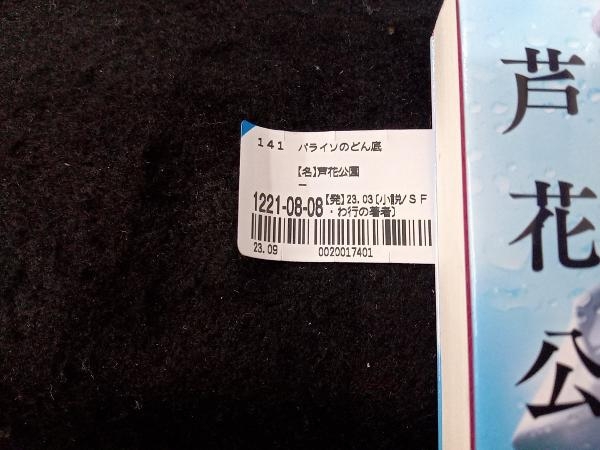 141 パライソのどん底
【名】芦花公園
—
1221-08-08 【発】23.03〔小説/SF
・わ行の著者〕
23.09 0020017401
芦花公